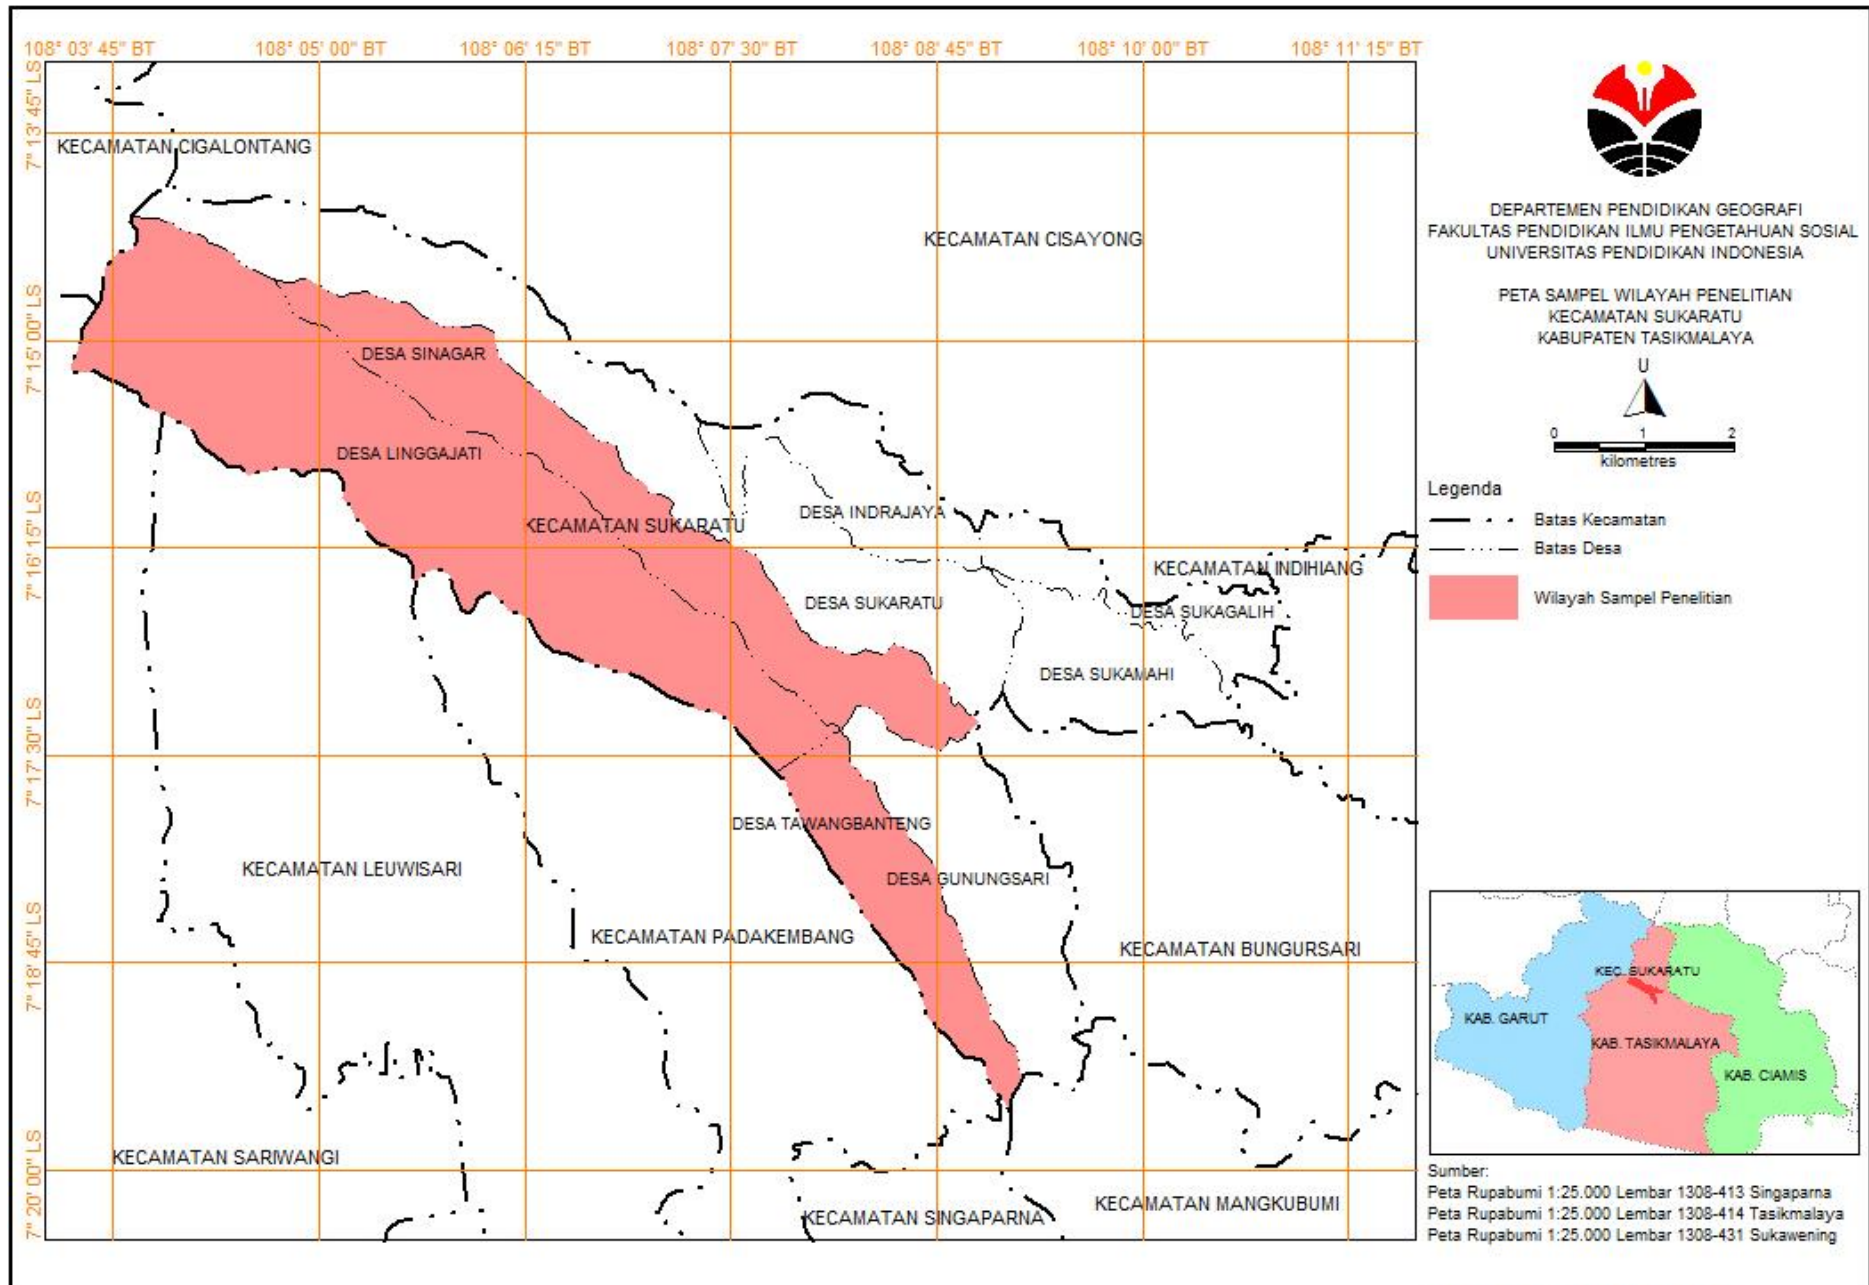 108° 03' 45" BT
108° 05' 00" BT
108° 06' 15" BT
108° 07' 30" BT
108° 08' 45" BT
108° 10' 00" BT
108° 11' 15" BT
7° 13' 45" LS
7° 15' 00" LS
7° 16' 15" LS
7° 17' 30" LS
7° 18' 45" LS
7° 20' 00" LS
KECAMATAN CIGALONTANG
KECAMATAN CISAYONG
DESA SINAGAR
DESA LINGGAJATI
KECAMATAN SUKARATU
DESA INDRAJAYA
KECAMATAN INDIHIANG
DESA SUKARATU
DESA SUKAGALIH
DESA SUKAMAHI
DESA TAWANGBANTENG
KECAMATAN LEUWISARI
DESA GUNUNGSARI
KECAMATAN PADAKEMBANG
KECAMATAN BUNGURSARI
KECAMATAN SARIWANGI
KECAMATAN SINGAPARNA
KECAMATAN MANGKUBUMI
DEPARTEMEN PENDIDIKAN GEOGRAFI
FAKULTAS PENDIDIKAN ILMU PENGETAHUAN SOSIAL
UNIVERSITAS PENDIDIKAN INDONESIA
PETA SAMPEL WILAYAH PENELITIAN
KECAMATAN SUKARATU
KABUPATEN TASIKMALAYA
U
0 1 2
kilometres
Legenda
Batas Kecamatan
Batas Desa
Wilayah Sampel Penelitian
KEC. SUKARATU
KAB. GARUT
KAB. TASIKMALAYA
KAB. CIAMIS
Sumber:
Peta Rupabumi 1:25.000 Lembar 1308-413 Singaparna
Peta Rupabumi 1:25.000 Lembar 1308-414 Tasikmalaya
Peta Rupabumi 1:25.000 Lembar 1308-431 Sukawening